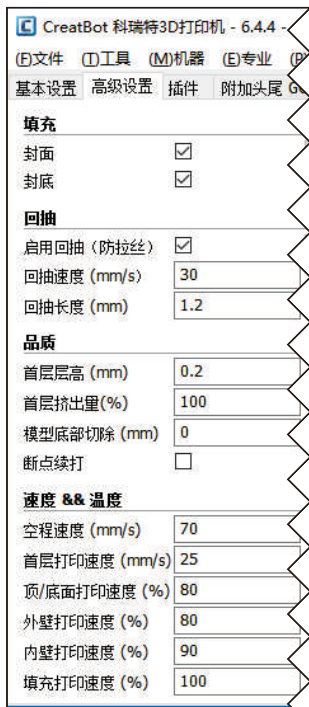 CreatBot 科瑞特3D打印机 - 6.4.4 -
(F)文件 (T)工具 (M)机器 (E)专业
基本设置 高级设置 插件 附加头尾
填充
封面
封底
回抽
启用回抽（防拉丝）
回抽速度 (mm/s) 30
回抽长度 (mm) 1.2
品质
首层层高 (mm) 0.2
首层挤出量(%) 100
模型底部切除 (mm) 0
断点续打
速度 && 温度
空程速度 (mm/s) 70
首层打印速度 (mm/s) 25
顶/底面打印速度 (%) 80
外壁打印速度 (%) 80
内壁打印速度 (%) 90
填充打印速度 (%) 100